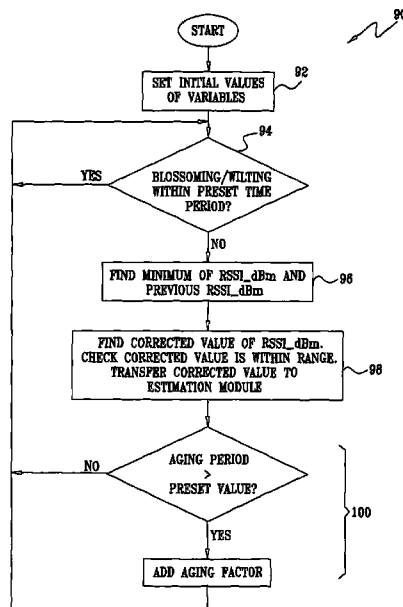 START
92
SET INITIAL VALUES
OF VARIABLES
94
YES
BLOSSOMING/WILTING
WITHIN PRESET TIME
PERIOD?
NO
FIND MINIMUM OF RSSI_dBm AND
PREVIOUS RSSI_dBm
96
FIND CORRECTED VALUE OF RSSI_dBm.
CHECK CORRECTED VALUE IS WITHIN RANGE.
TRANSFER CORRECTED VALUE TO
ESTIMATION MODULE
98
NO
AGING PERIOD
>
PRESET VALUE?
100
YES
ADD AGING FACTOR